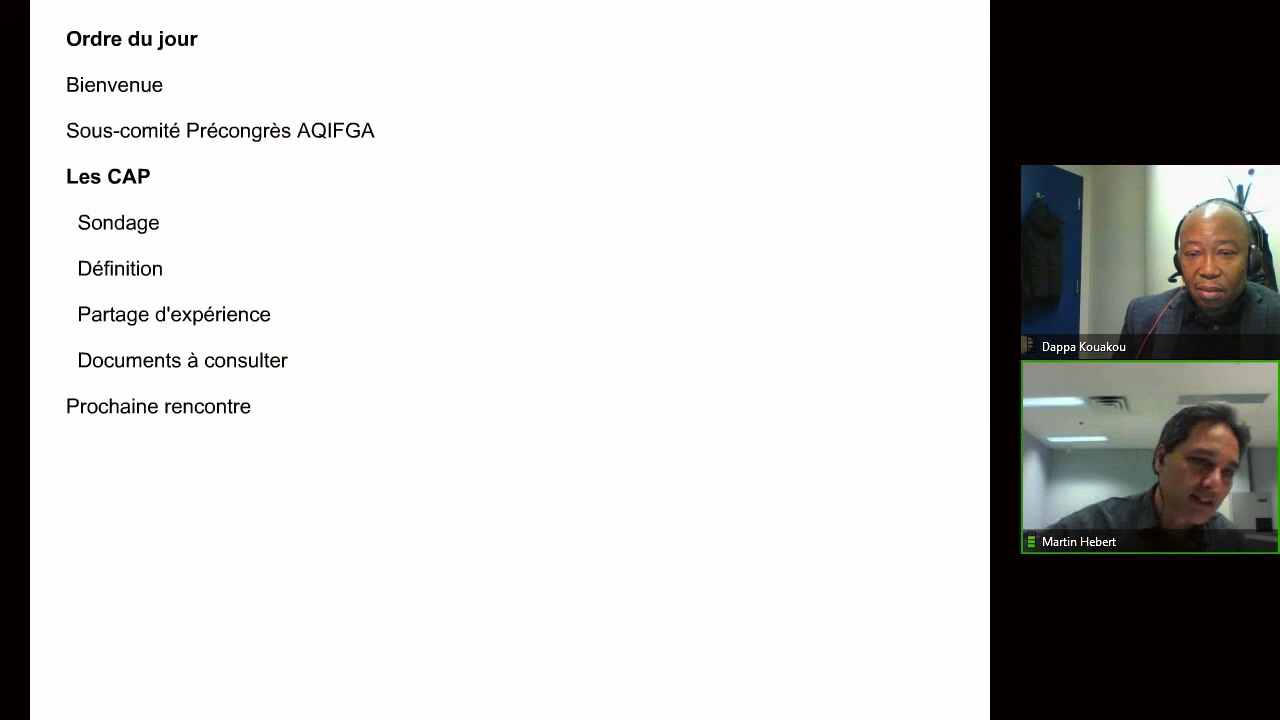 Ordre du jour
Bienvenue
Sous-comité Précongrès AQIFGA
Les CAP
Sondage
Définition
Partage d'expérience
Documents à consulter
Prochaine rencontre
Dappa Kouakou
Martin Hebert